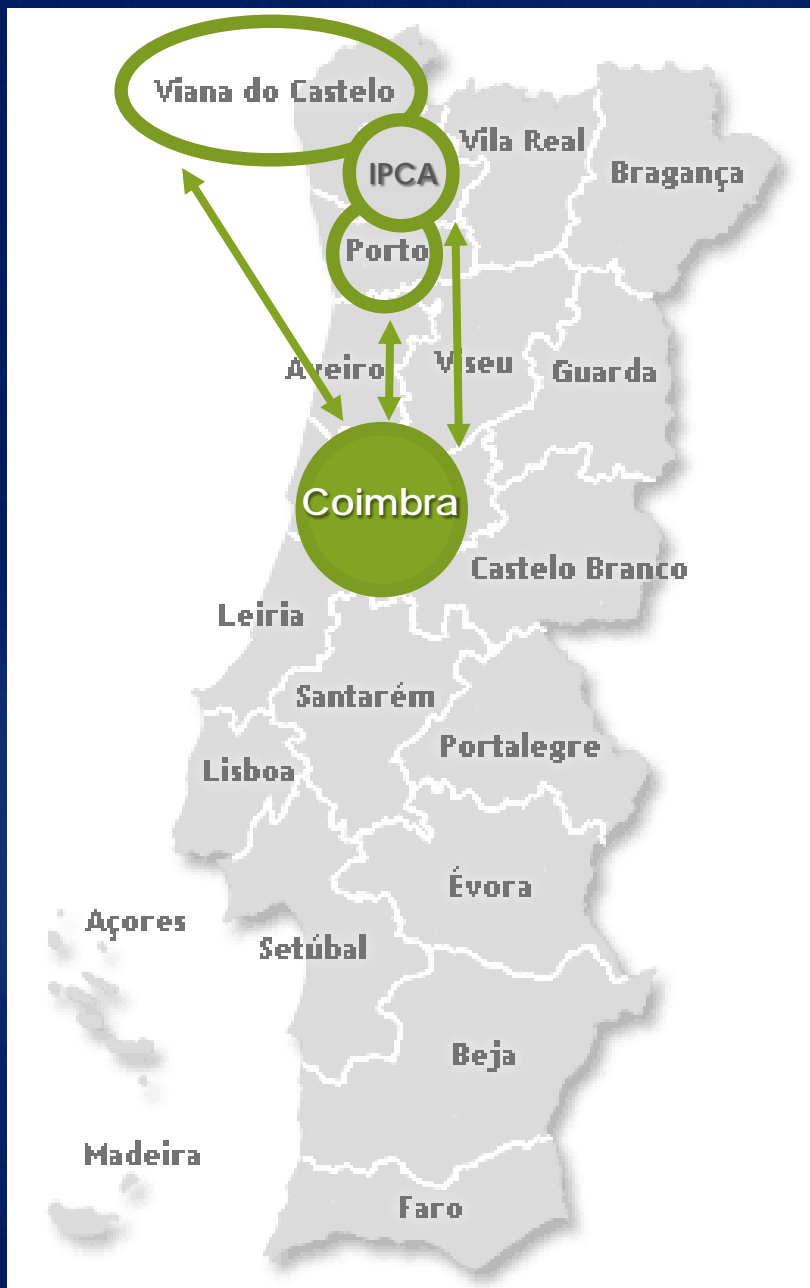 Viana do Castelo
Vila Real
Bragança
IPCA
Porto
Aveiro
Viseu
Guarda
Coimbra
Castelo Branco
Leiria
Santarém
Portalegre
Lisboa
Évora
Açores
Setúbal
Beja
Madeira
Faro